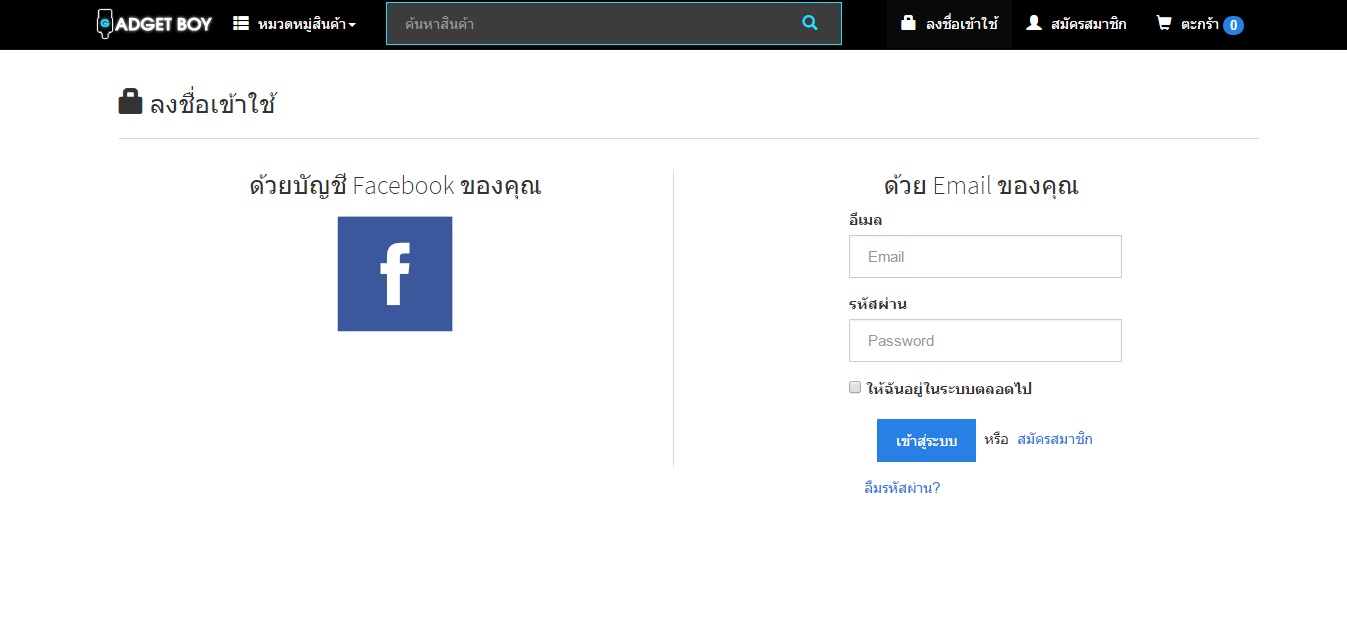 GADGET BOY หมวดหมู่สินค้า ค้นหาสินค้า ลงชื่อเข้าใช้ สมัครสมาชิก ตะกร้า 0
ลงชื่อเข้าใช้
ด้วยบัญชี Facebook ของคุณ
f
ด้วย Email ของคุณ
อีเมล
Email
รหัสผ่าน
Password
ให้ฉันอยู่ในระบบตลอดไป
เข้าสู่ระบบ หรือ สมัครสมาชิก
ลืมรหัสผ่าน?